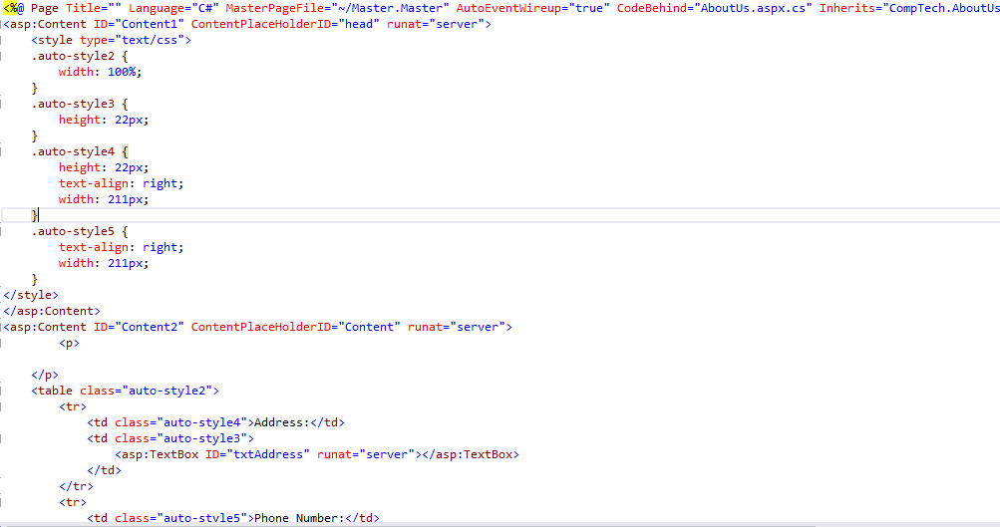 <%@ Page Title="" Language="C#" MasterPageFile="~/Master.Master" AutoEventWireup="true" CodeBehind="AboutUs.aspx.cs" Inherits="CompTech.AboutUs
<asp:Content ID="Content1" ContentPlaceHolderID="head" runat="server">
<style type="text/css">
.auto-style2 {
width: 100%;
}
.auto-style3 {
height: 22px;
}
.auto-style4 {
height: 22px;
text-align: right;
width: 211px;
}
.auto-style5 {
text-align: right;
width: 211px;
}
</style>
</asp:Content>
<asp:Content ID="Content2" ContentPlaceHolderID="Content" runat="server">
<p>
</p>
<table class="auto-style2">
<tr>
<td class="auto-style4">Address:</td>
<td class="auto-style3">
<asp:TextBox ID="txtAddress" runat="server"></asp:TextBox>
</td>
</tr>
<tr>
<td class="auto-style5">Phone Number:</td>